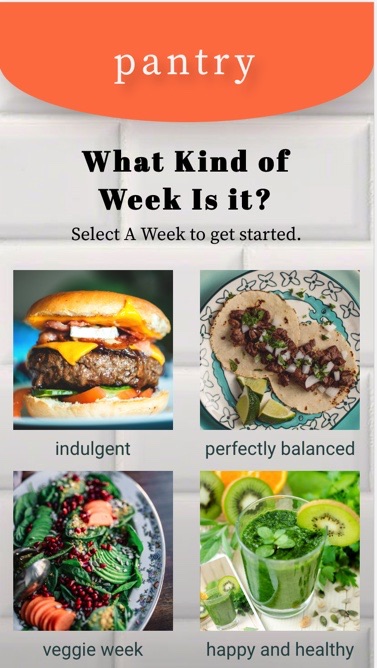 pantry
What Kind of
Week Is it?
Select A Week to get started.
indulgent
perfectly balanced
veggie week
happy and healthy